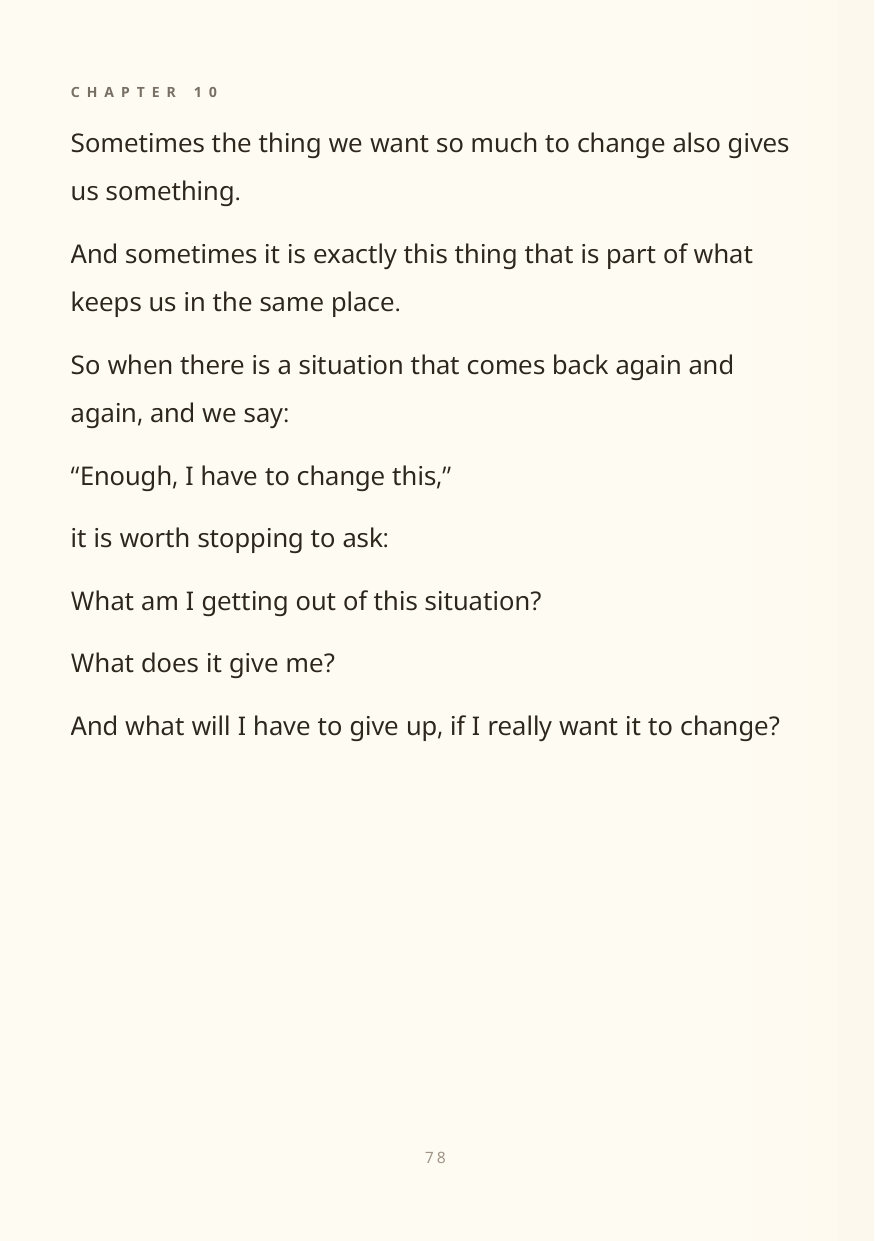 CHAPTER 10
Sometimes the thing we want so much to change also gives
us something.
And sometimes it is exactly this thing that is part of what
keeps us in the same place.
So when there is a situation that comes back again and
again, and we say:
“Enough, I have to change this,”
it is worth stopping to ask:
What am I getting out of this situation?
What does it give me?
And what will I have to give up, if I really want it to change?
78